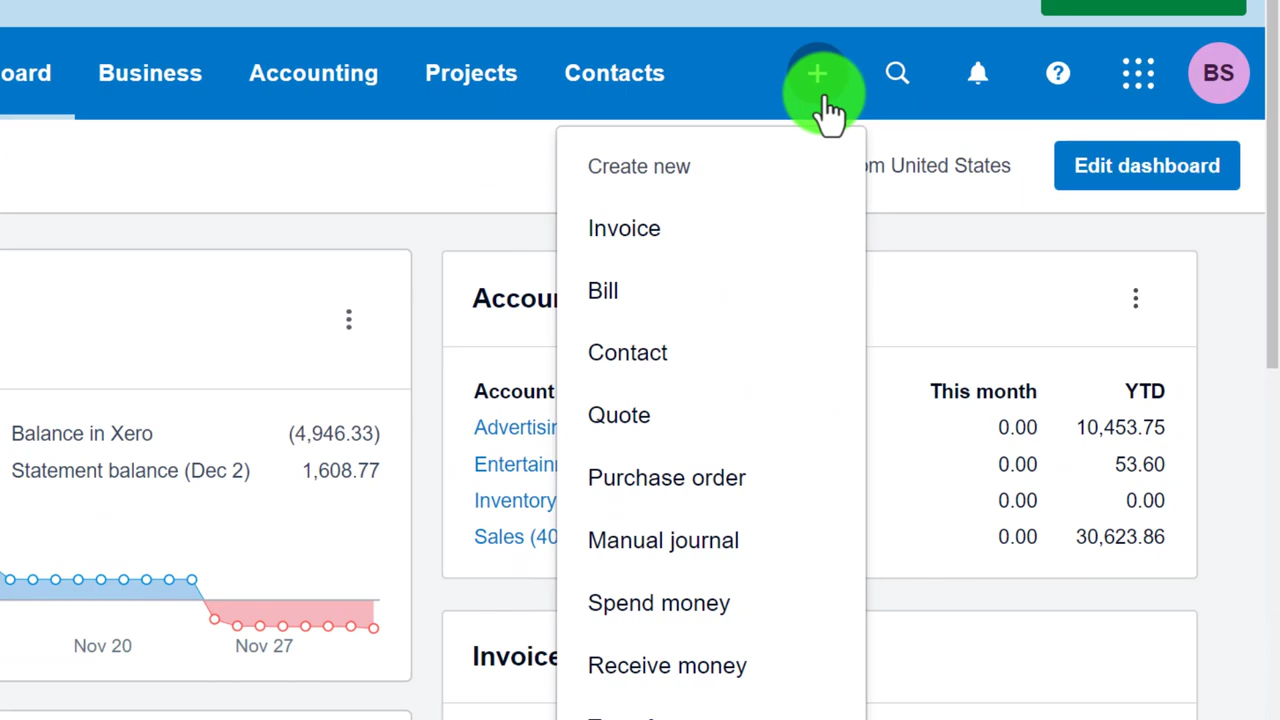 oard Business Accounting Projects Contacts + ? BS
Create new
om United States
Edit dashboard
Invoice
Bill
Contact
Quote
Purchase order
Manual journal
Spend money
Receive money
Balance in Xero (4,946.33)
Statement balance (Dec 2) 1,608.77
Nov 20 Nov 27
Accou
Account This month YTD
Advertisin 0.00 10,453.75
Entertain 0.00 53.60
Inventory 0.00 0.00
Sales (40 0.00 30,623.86
Invoice